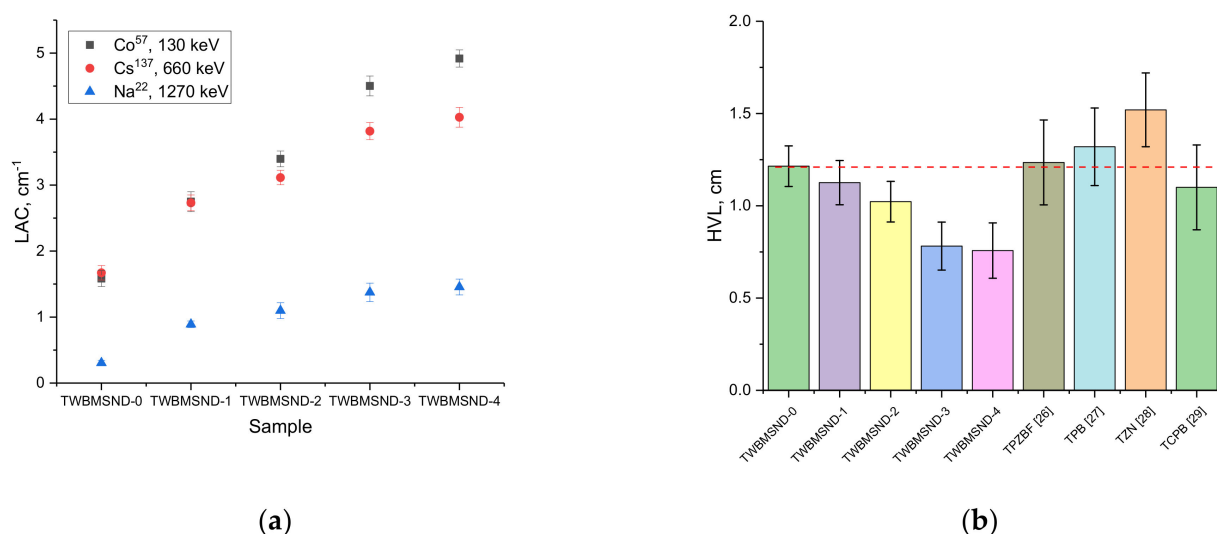 LAC, cm-1
5
4
3
2
1
0
Co57, 130 keV
Cs137, 660 keV
Na22, 1270 keV
TWBMSND-0 TWBMSND-1 TWBMSND-2 TWBMSND-3 TWBMSND-4
Sample
(a)
HVL, cm
2.0
1.5
1.0
0.5
0.0
TWBMSND-0
TWBMSND-1
TWBMSND-2
TWBMSND-3
TWBMSND-4
TPZBF [26]
TPB [27]
TZN [28]
TCPB [29]
(b)